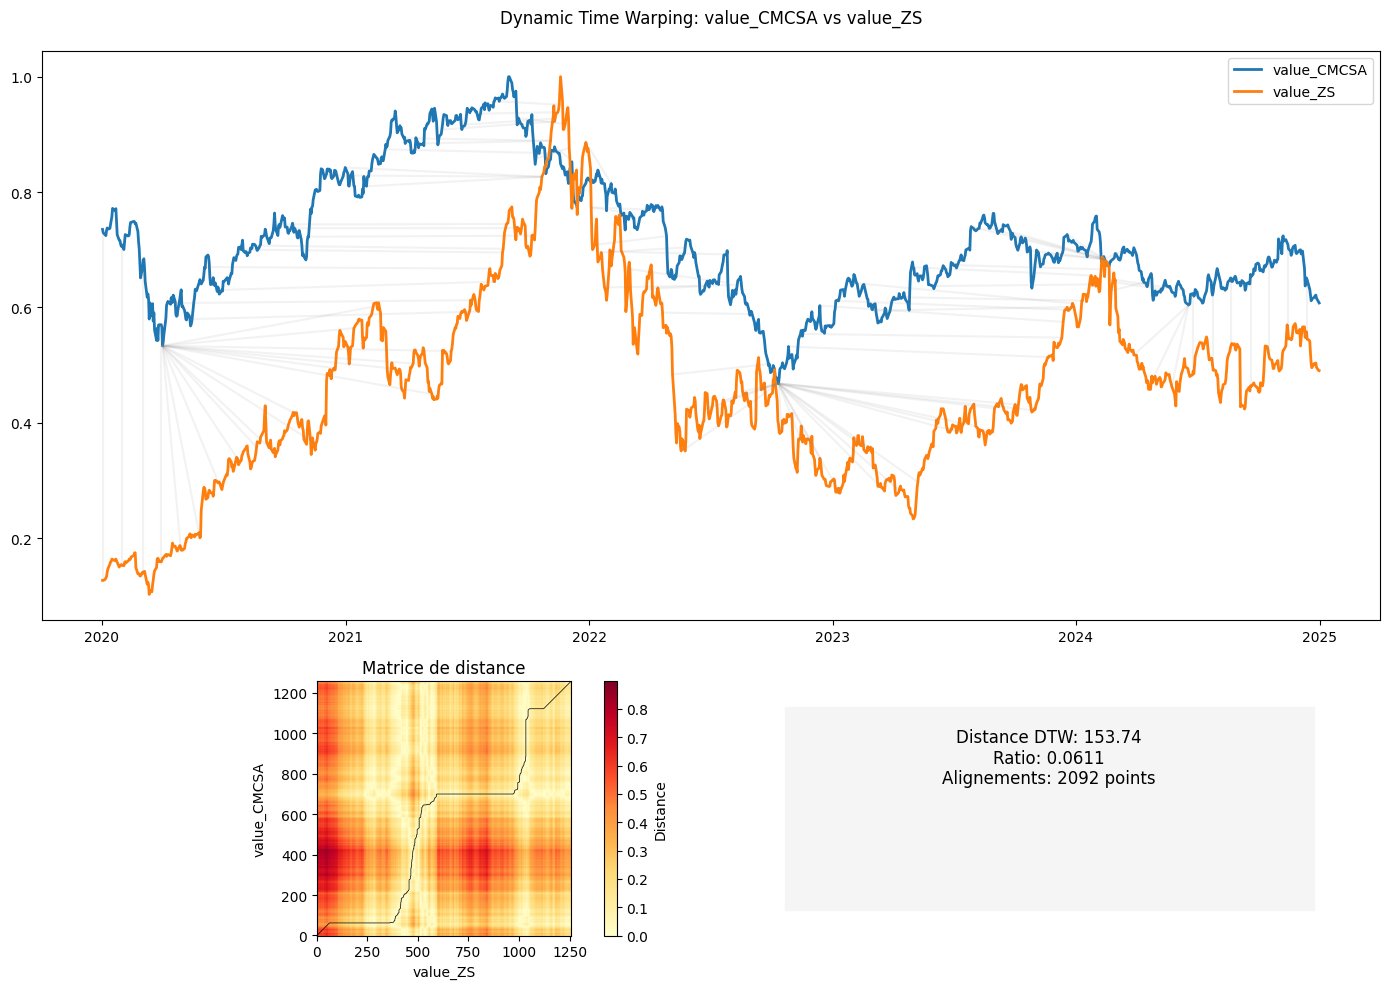 Dynamic Time Warping: value_CMCSA vs value_ZS
value_CMCSA
value_ZS
1.0
0.8
0.6
0.4
0.2
2020 2021 2022 2023 2024 2025
Matrice de distance
value_CMCSA
1200
1000
800
600
400
200
0
0 250 500 750 1000 1250
value_ZS
0.8
0.7
0.6
0.5
0.4
0.3
0.2
0.1
0.0
Distance
Distance DTW: 153.74
Ratio: 0.0611
Alignements: 2092 points